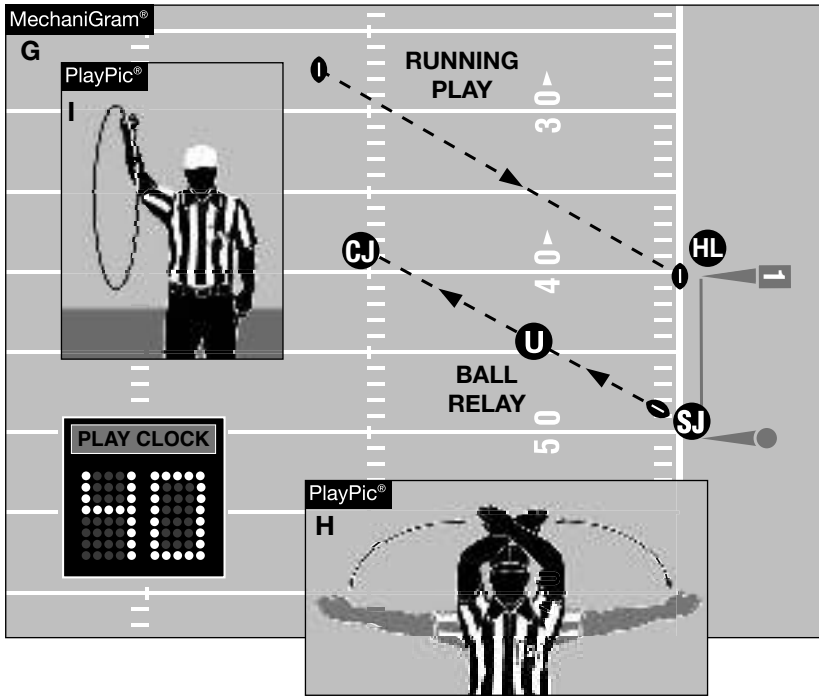 MechaniGram®
G
PlayPic®
I
RUNNING
PLAY
30
HL
CJ
40
1
U
BALL
RELAY
SJ
50
PLAY CLOCK
40
PlayPic®
H